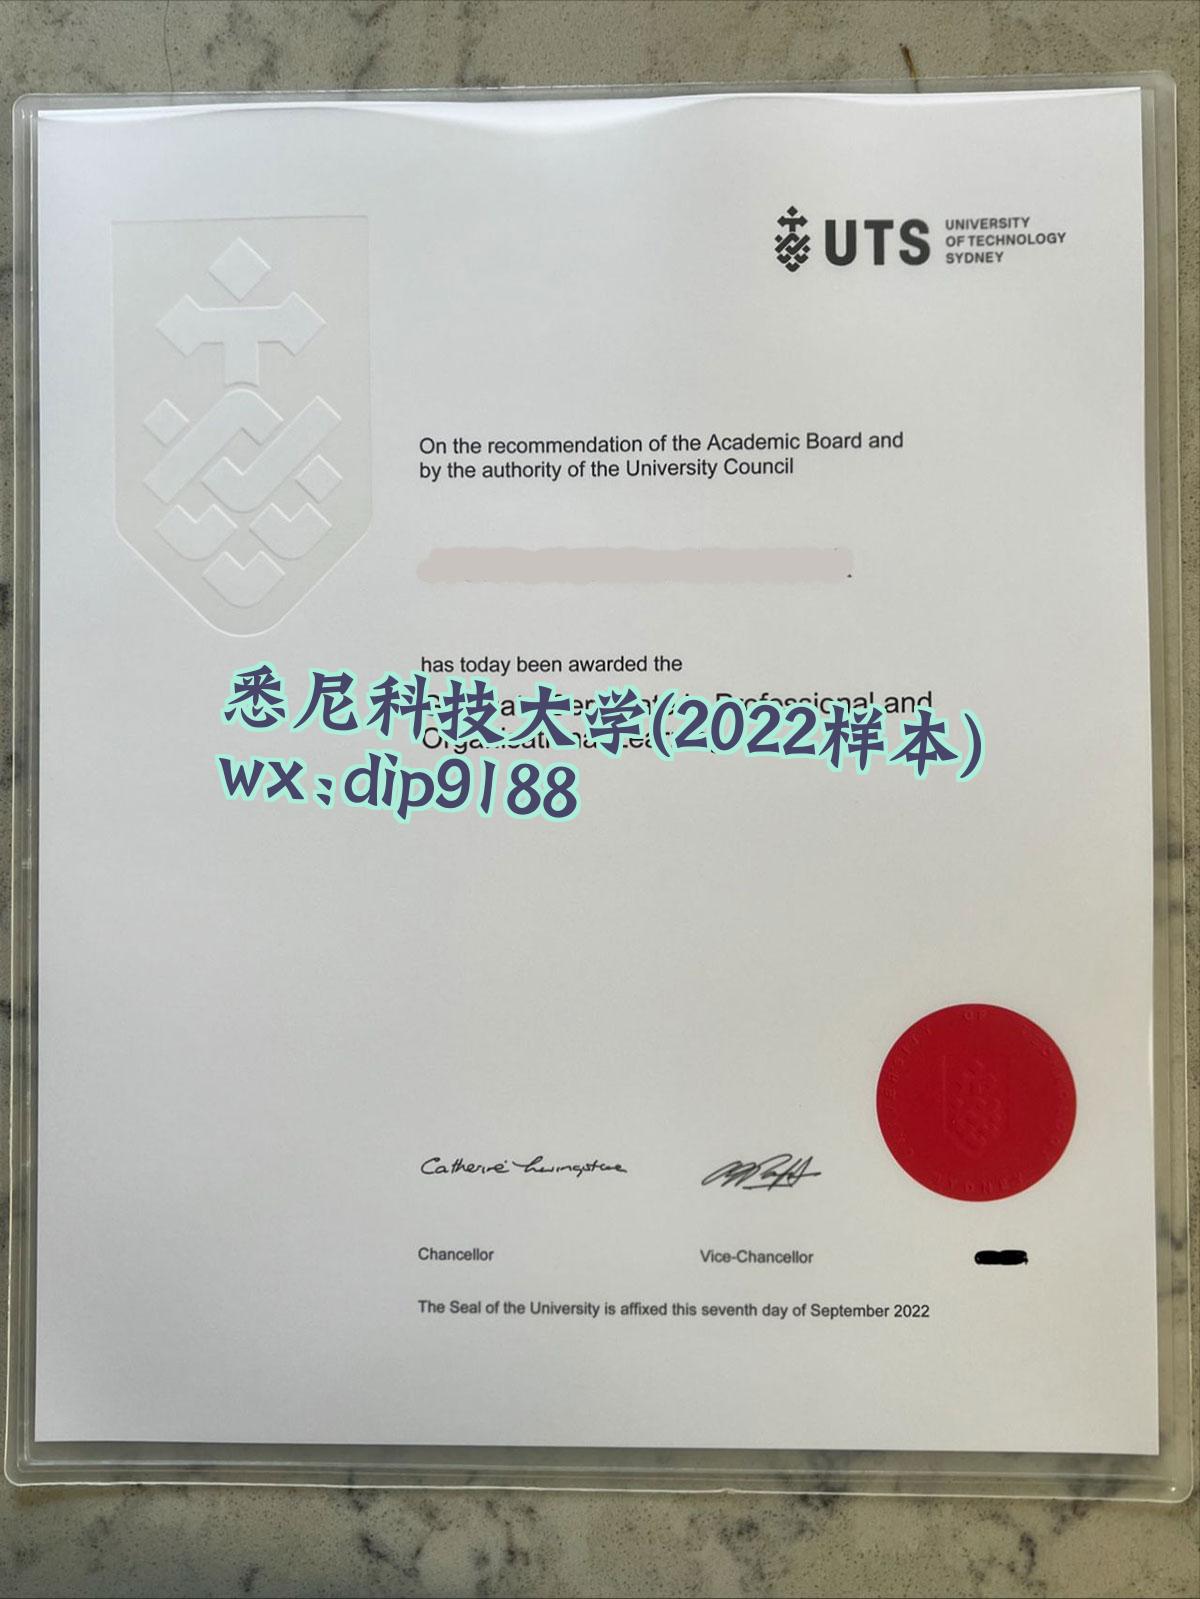 UTS
UNIVERSITY
OF TECHNOLOGY
SYDNEY
On the recommendation of the Academic Board and
by the authority of the University Council
has today been awarded the
Professional and
悉尼科技大学(2022样本)
wx:dip9188
Catherine Livingstone
Chancellor
Vice-Chancellor
The Seal of the University is affixed this seventh day of September 2022